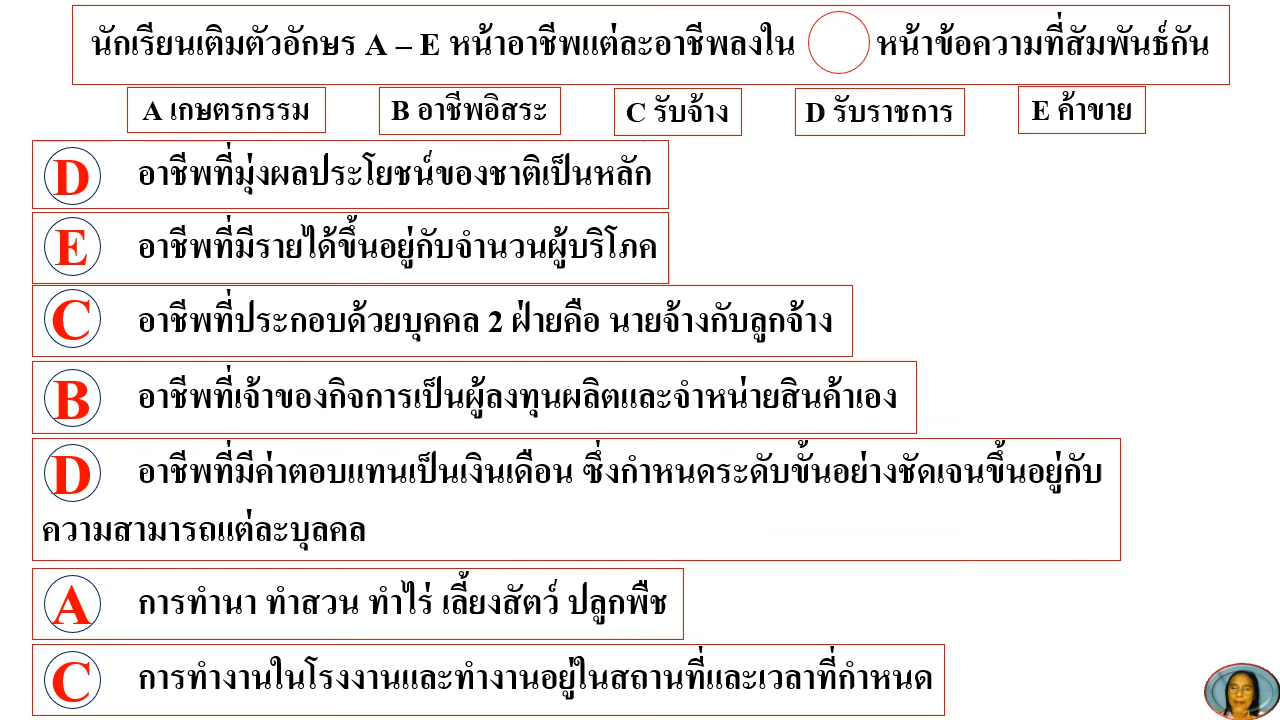 นักเรียนเติมตัวอักษร A – E หน้าอาชีพแต่ละอาชีพลงใน หน้าข้อความที่สัมพันธ์กัน
A เกษตรกรรม B อาชีพอิสระ C รับจ้าง D รับราชการ E ค้าขาย
D อาชีพที่มุ่งผลประโยชน์ของชาติเป็นหลัก
E อาชีพที่มีรายได้ขึ้นอยู่กับจำนวนผู้บริโภค
C อาชีพที่ประกอบด้วยบุคคล 2 ฝ่ายคือ นายจ้างกับลูกจ้าง
B อาชีพที่เจ้าของกิจการเป็นผู้ลงทุนผลิตและจำหน่ายสินค้าเอง
D อาชีพที่มีค่าตอบแทนเป็นเงินเดือน ซึ่งกำหนดระดับขั้นอย่างชัดเจนขึ้นอยู่กับ
ความสามารถแต่ละบุลคล
A การทำนา ทำสวน ทำไร่ เลี้ยงสัตว์ ปลูกพืช
C การทำงานในโรงงานและทำงานอยู่ในสถานที่และเวลาที่กำหนด